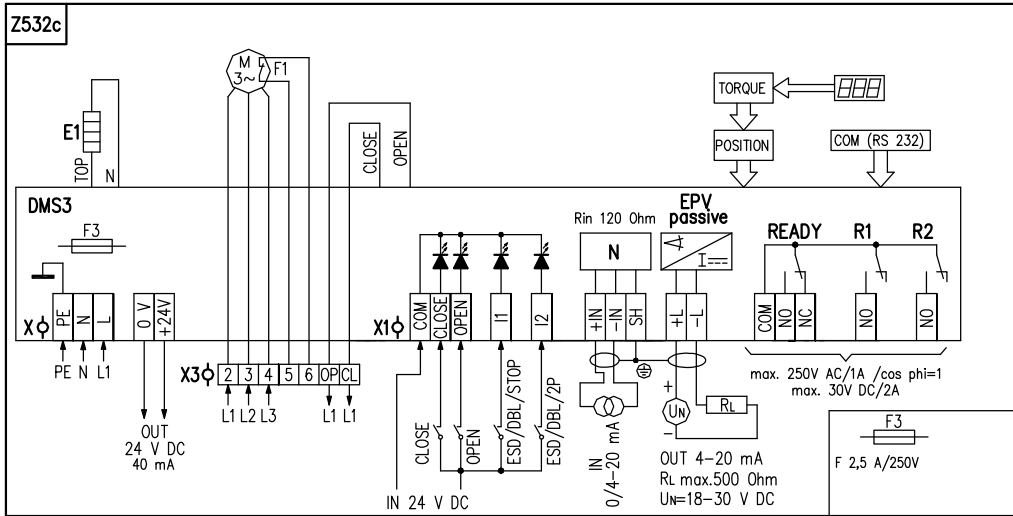 Z532c
M
3~
F1
E1
TOP
N
CLOSE
OPEN
TORQUE
POSITION
COM (RS 232)
DMS3
F3
Rin 120 Ohm
N
EPV
passive
I
READY
R1
R2
X
PE
N
L
0 V
+24V
X1
COM
CLOSE
OPEN
I1
I2
+IN
-IN
SH
+L
-L
COM
NO
NC
NO
NO
PE N L1
X3
2 3 4 5 6 OP CL
L1 L2 L3 L1 L1
OUT
24 V DC
40 mA
CLOSE
OPEN
ESD/DBL/STOP
ESD/DBL/2P
IN 24 V DC
IN
0/4-20 mA
+
UN
-
RL
OUT 4-20 mA
RL max.500 Ohm
UN=18-30 V DC
max. 250V AC/1A /cos phi=1
max. 30V DC/2A
F3
F 2,5 A/250V